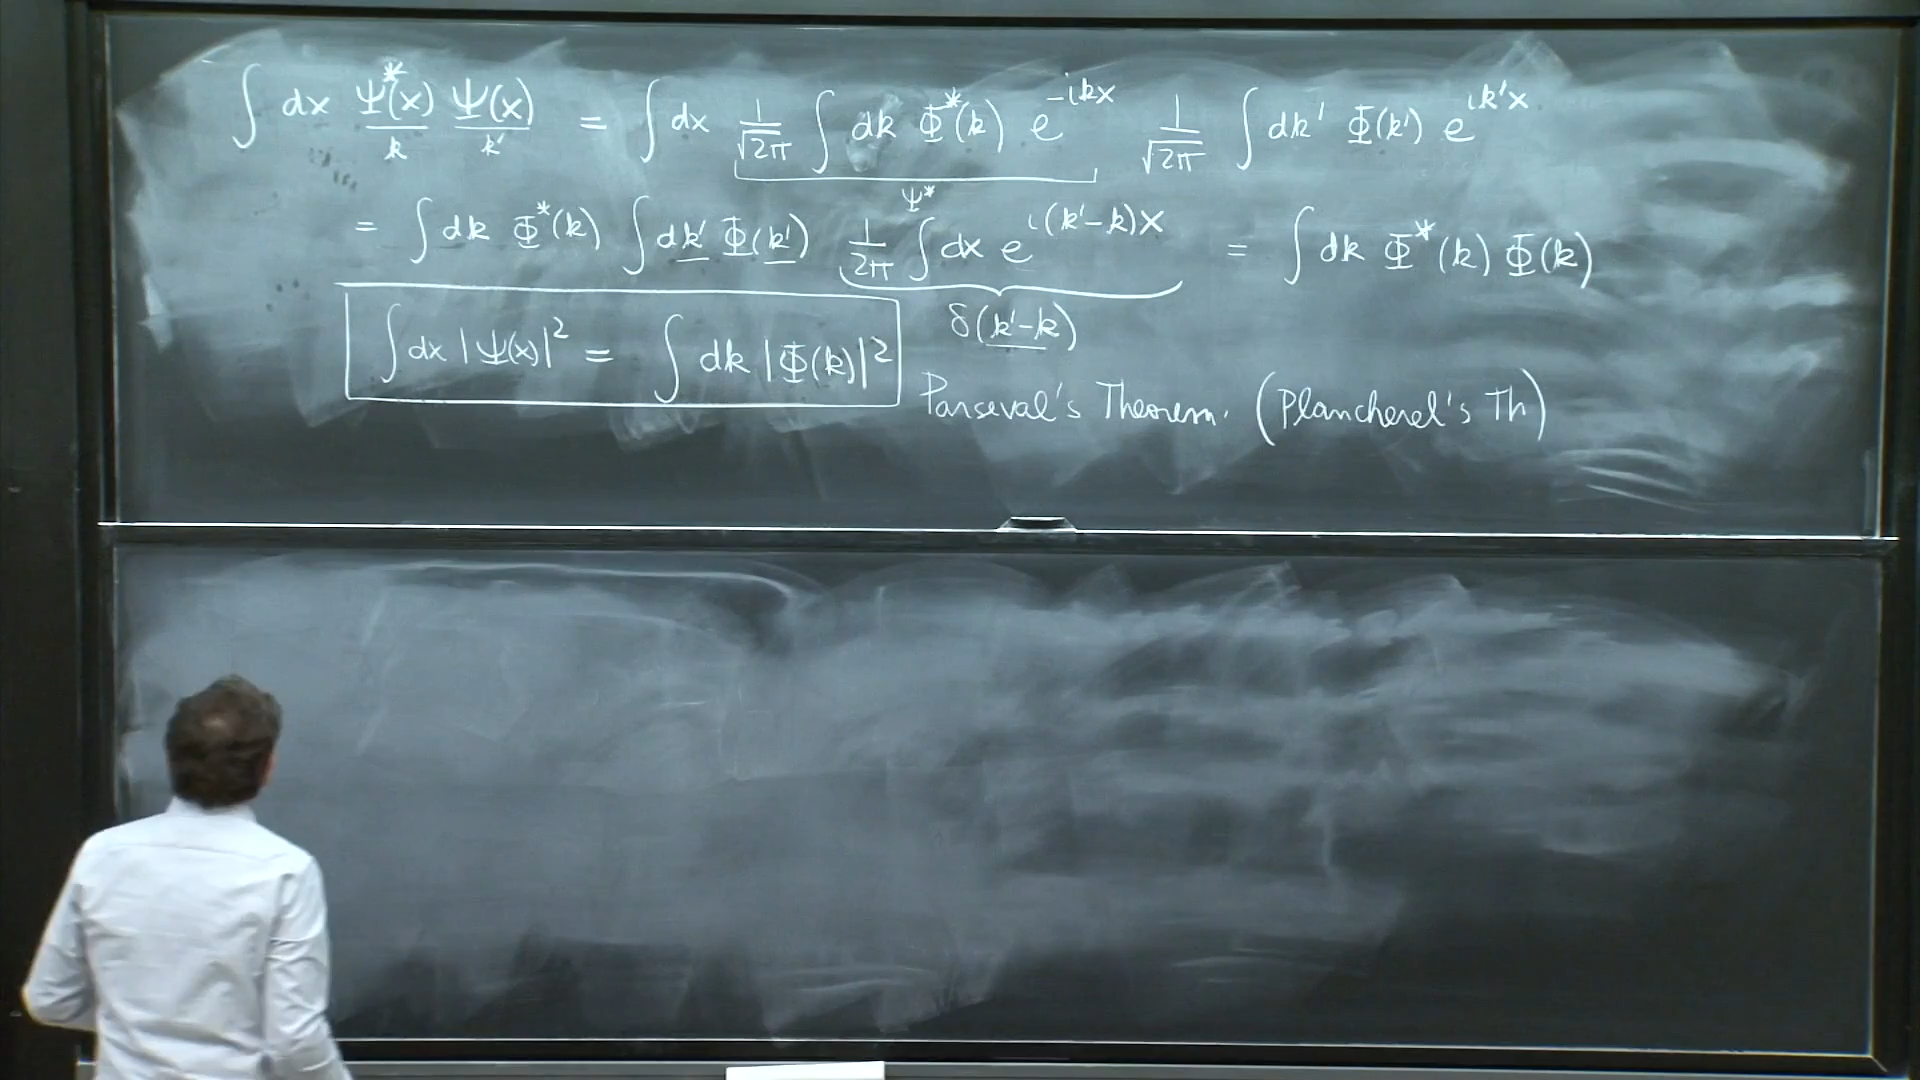 ∫ dx Ψ*(x) Ψ(x) = ∫ dx 1/√2π ∫ dk Φ*(k) e^{-ikx} 1/√2π ∫ dk' Φ(k') e^{ik'x}
k k'
Ψ*
= ∫ dk Φ*(k) ∫ dk' Φ(k') 1/2π ∫ dx e^{i(k'-k)x} = ∫ dk Φ*(k) Φ(k)
δ(k'-k)
∫ dx |Ψ(x)|² = ∫ dk |Φ(k)|²
Parseval's Theorem. (Plancherel's Th)